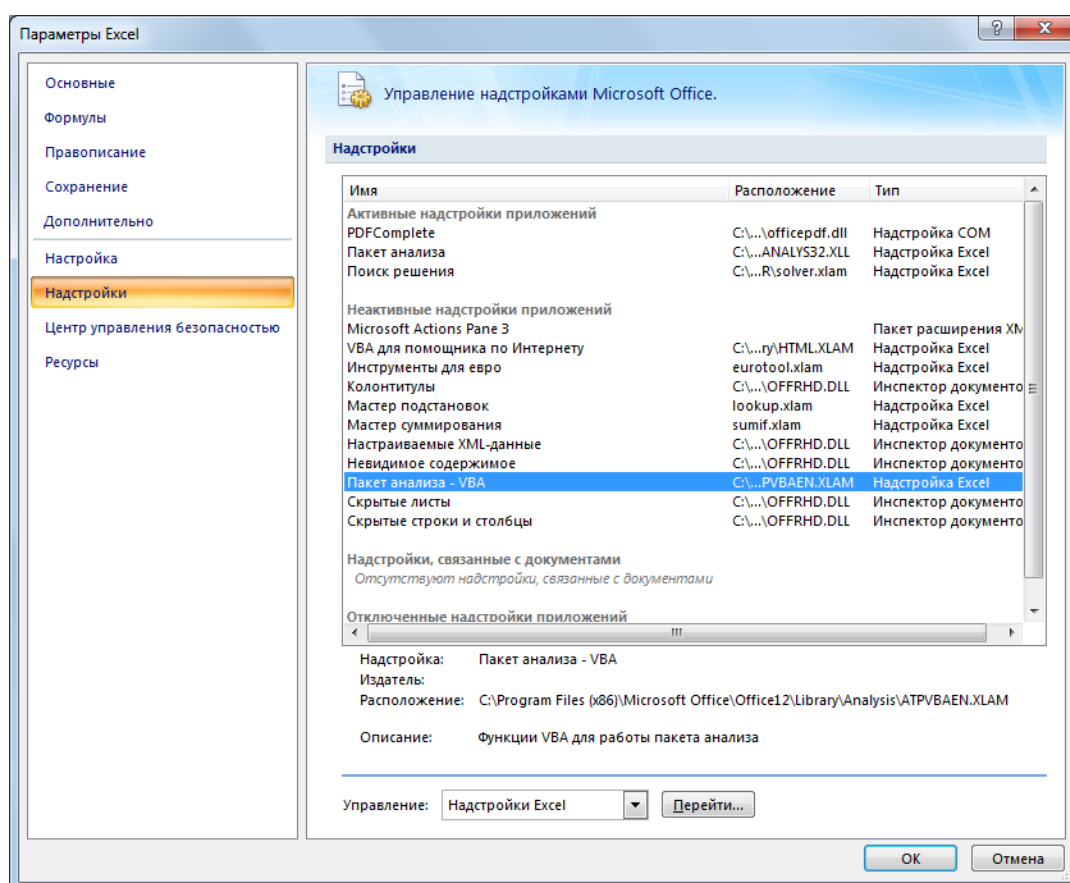 Параметры Excel
Основные
Формулы
Правописание
Сохранение
Дополнительно
Настройка
Надстройки
Центр управления безопасностью
Ресурсы
Управление надстройками Microsoft Office.
Надстройки
Имя Расположение Тип
Активные надстройки приложений
PDFComplete C:\...\officepdf.dll Надстройка COM
Пакет анализа C:\...ANALYS32.XLL Надстройка Excel
Поиск решения C:\...R\solver.xlam Надстройка Excel
Неактивные надстройки приложений
Microsoft Actions Pane 3 Пакет расширения XM
VBA для помощника по Интернету C:\...ry\HTML.XLAM Надстройка Excel
Инструменты для евро eurotool.xlam Надстройка Excel
Колонтитулы C:\...\OFFRHD.DLL Инспектор документо
Мастер подстановок lookup.xlam Надстройка Excel
Мастер суммирования sumif.xlam Надстройка Excel
Настраиваемые XML-данные C:\...\OFFRHD.DLL Инспектор документо
Невидимое содержимое C:\...\OFFRHD.DLL Инспектор документо
Пакет анализа - VBA C:\...PVBAEN.XLAM Надстройка Excel
Скрытые листы C:\...\OFFRHD.DLL Инспектор документо
Скрытые строки и столбцы C:\...\OFFRHD.DLL Инспектор документо
Надстройки, связанные с документами
Отсутствуют надстройки, связанные с документами
Отключенные надстройки приложений
Надстройка: Пакет анализа - VBA
Издатель:
Расположение: C:\Program Files (x86)\Microsoft Office\Office12\Library\Analysis\ATPVBAEN.XLAM
Описание: Функции VBA для работы пакета анализа
Управление: Надстройки Excel Перейти...
ОК Отмена